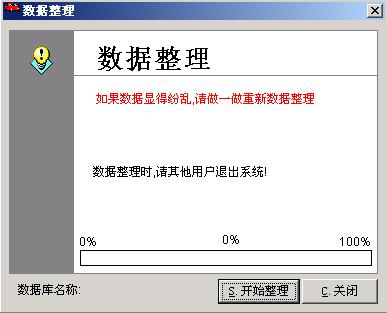 数据整理
数据整理
如果数据显得纷乱,请做一做重新数据整理
数据整理时,请其他用户退出系统!
0% 0% 100%
数据库名称: S. 开始整理 C. 关闭